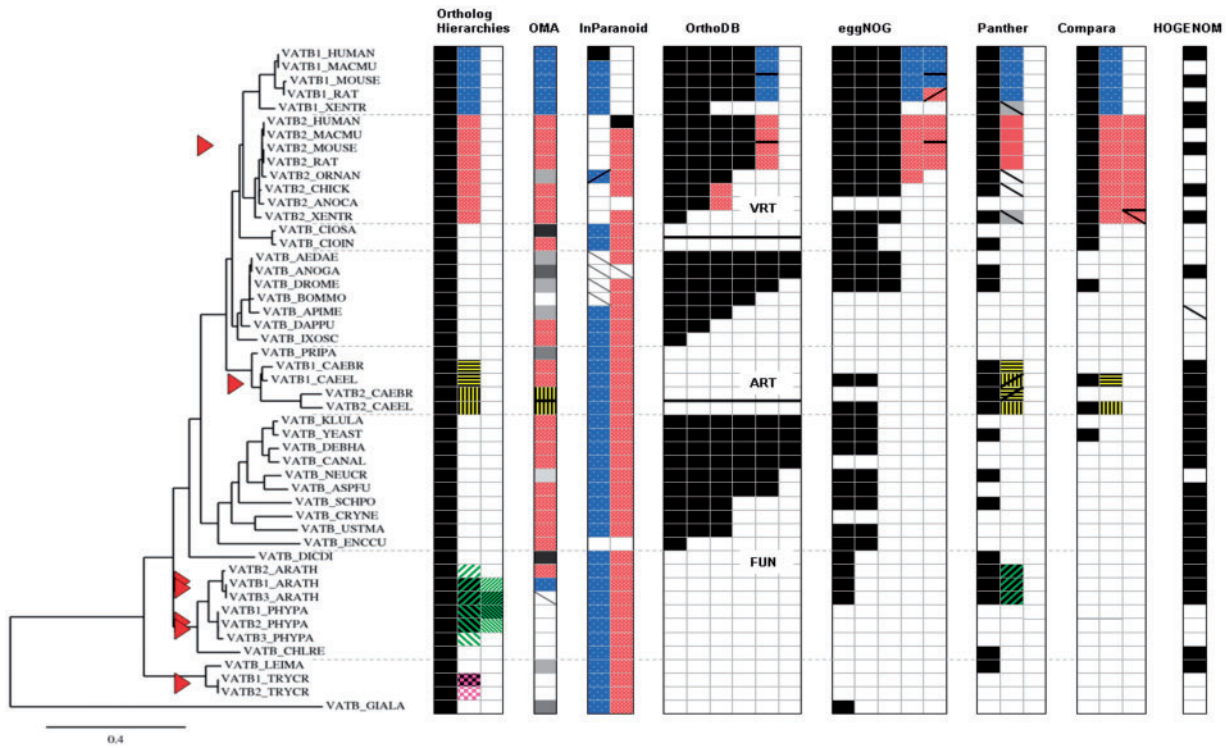 Ortholog
Hierarchies
OMA
InParanoid
OrthoDB
eggNOG
Panther
Compara
HOGENOM
VATB1_HUMAN
VATB1_MACMU
VATB1_MOUSE
VATB1_RAT
VATB1_XENTR
VATB2_HUMAN
VATB2_MACMU
VATB2_MOUSE
VATB2_RAT
VATB2_ORNAN
VATB2_CHICK
VATB2_ANOCA
VRT
VATB2_XENTR
VATB_CIOSA
VATB_CIOIN
VATB_AEDAE
VATB_ANOGA
VATB_DROME
VATB_BOMMO
VATB_APIME
VATB_DAPPU
VATB_IXOSC
VATB_PRIPA
VATB1_CAEBR
VATB1_CAEEL
ART
VATB2_CAEBR
VATB2_CAEEL
VATB_KLULA
VATB_YEAST
VATB_DEBHA
VATB_CANAL
VATB_NEUCR
VATB_ASPFU
VATB_SCHPO
VATB_CRYNE
VATB_USTMA
VATB_ENCCU
VATB_DICDI
FUN
VATB2_ARATH
VATB1_ARATH
VATB3_ARATH
VATB1_PHYPA
VATB2_PHYPA
VATB3_PHYPA
VATB_CHLRE
VATB_LEIMA
VATB1_TRYCR
VATB2_TRYCR
VATB_GIALA
0.4